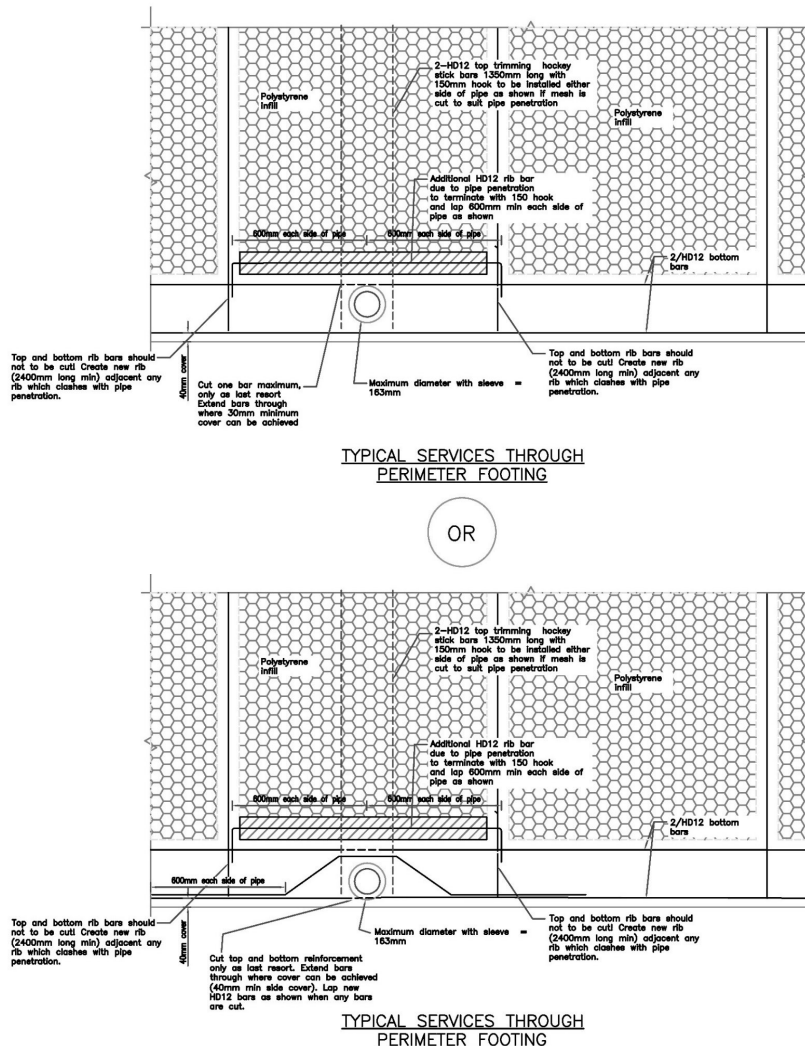 2-HD12 top trimming hockey
stick bars 1350mm long with
150mm hook to be installed either
side of pipe as shown if mesh is
cut to suit pipe penetration
Polystyrene
infill
Polystyrene
infill
Additional HD12 rib bar
due to pipe penetration
to terminate with 150 hook
and lap 600mm min each side of
pipe as shown
600mm each side of pipe
600mm each side of pipe
2/HD12 bottom
bars
Top and bottom rib bars should
not to be cut! Create new rib
(2400mm long min) adjacent any
rib which clashes with pipe
penetration.
40mm cover
Cut one bar maximum,
only as last resort
Extend bars through
where 30mm minimum
cover can be achieved
Maximum diameter with sleeve =
163mm
Top and bottom rib bars should
not to be cut! Create new rib
(2400mm long min) adjacent any
rib which clashes with pipe
penetration.
TYPICAL SERVICES THROUGH
PERIMETER FOOTING
OR
2-HD12 top trimming hockey
stick bars 1350mm long with
150mm hook to be installed either
side of pipe as shown if mesh is
cut to suit pipe penetration
Polystyrene
infill
Polystyrene
infill
Additional HD12 rib bar
due to pipe penetration
to terminate with 150 hook
and lap 600mm min each side of
pipe as shown
600mm each side of pipe
600mm each side of pipe
2/HD12 bottom
bars
600mm each side of pipe
Top and bottom rib bars should
not to be cut! Create new rib
(2400mm long min) adjacent any
rib which clashes with pipe
penetration.
40mm cover
Cut top and bottom reinforcement
only as last resort. Extend bars
through where cover can be achieved
(40mm min side cover). Lap new
HD12 bars as shown when any bars
are cut.
Maximum diameter with sleeve =
163mm
Top and bottom rib bars should
not to be cut! Create new rib
(2400mm long min) adjacent any
rib which clashes with pipe
penetration.
TYPICAL SERVICES THROUGH
PERIMETER FOOTING